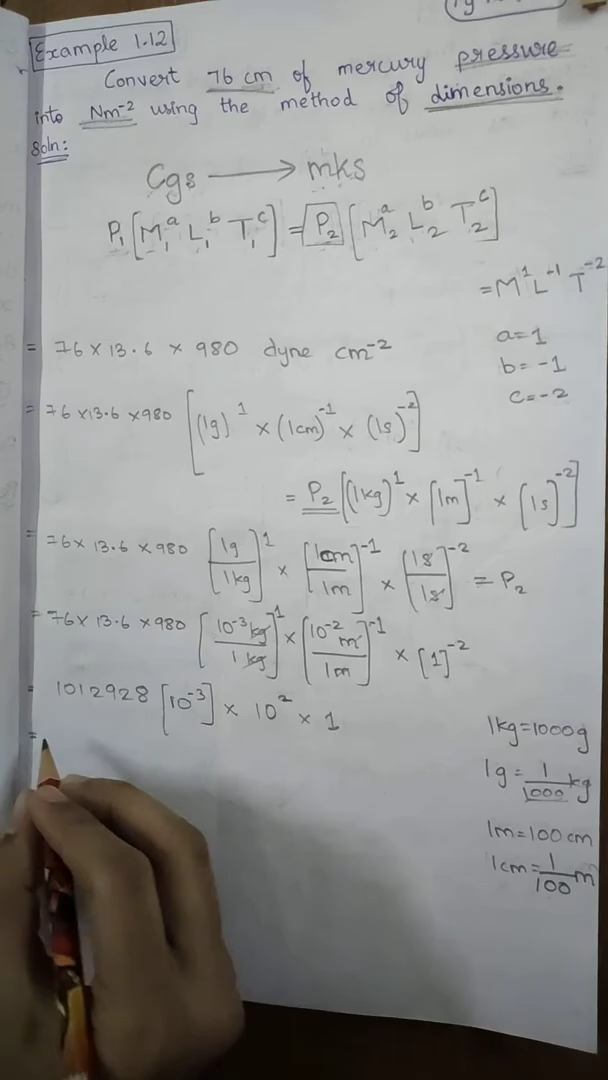 Example 1.12
Convert 76 cm of mercury pressure
into Nm⁻² using the method of dimensions.
Soln:
Cgs → mks
P₁[M₁ᵃ L₁ᵇ T₁ᶜ] = P₂ [M₂ᵃ L₂ᵇ T₂ᶜ]
= M¹ L⁻¹ T⁻²
a=1
b=-1
c=-2
= 76 × 13.6 × 980 dyne cm⁻²
= 76 × 13.6 × 980 [(1g)¹ × (1cm)⁻¹ × (1s)⁻²]
= P₂ [(1kg)¹ × [1m]⁻¹ × (1s)⁻²]
= 76 × 13.6 × 980 [1g/1kg]¹ × [1cm/1m]⁻¹ × [1s/1s]⁻² = P₂
= 76 × 13.6 × 980 [10⁻³ kg/1 kg]¹ × [10⁻² m/1m]⁻¹ × [1]⁻²
= 1012928 [10⁻³] × 10² × 1
=
1kg=1000g
1g=1/1000 kg
1m=100cm
1cm=1/100 m